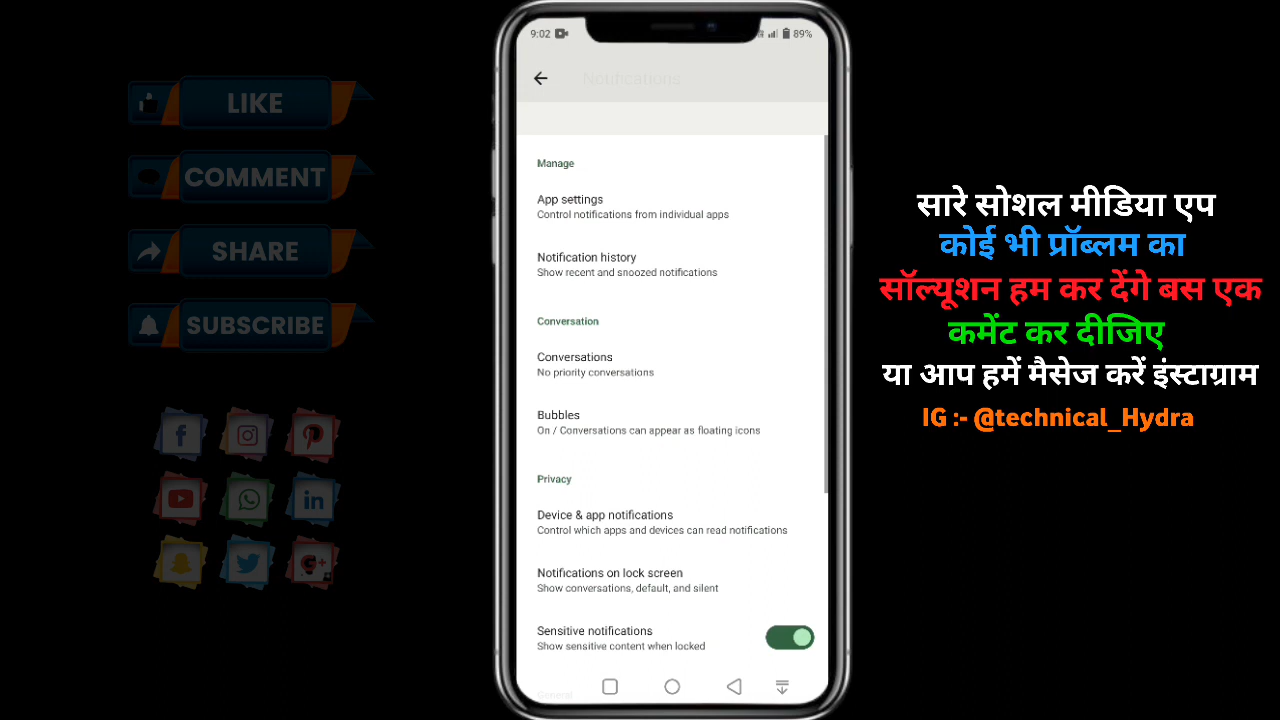 LIKE
COMMENT
SHARE
SUBSCRIBE
9:02
89%
Notifications
Manage
App settings
Control notifications from individual apps
Notification history
Show recent and snoozed notifications
Conversation
Conversations
No priority conversations
Bubbles
On / Conversations can appear as floating icons
Privacy
Device & app notifications
Control which apps and devices can read notifications
Notifications on lock screen
Show conversations, default, and silent
Sensitive notifications
Show sensitive content when locked
General
सारे सोशल मीडिया एप
कोई भी प्रॉब्लम का
सॉल्यूशन हम कर देंगे बस एक
कमेंट कर दीजिए
या आप हमें मैसेज करें इंस्टाग्राम
IG :- @technical_Hydra